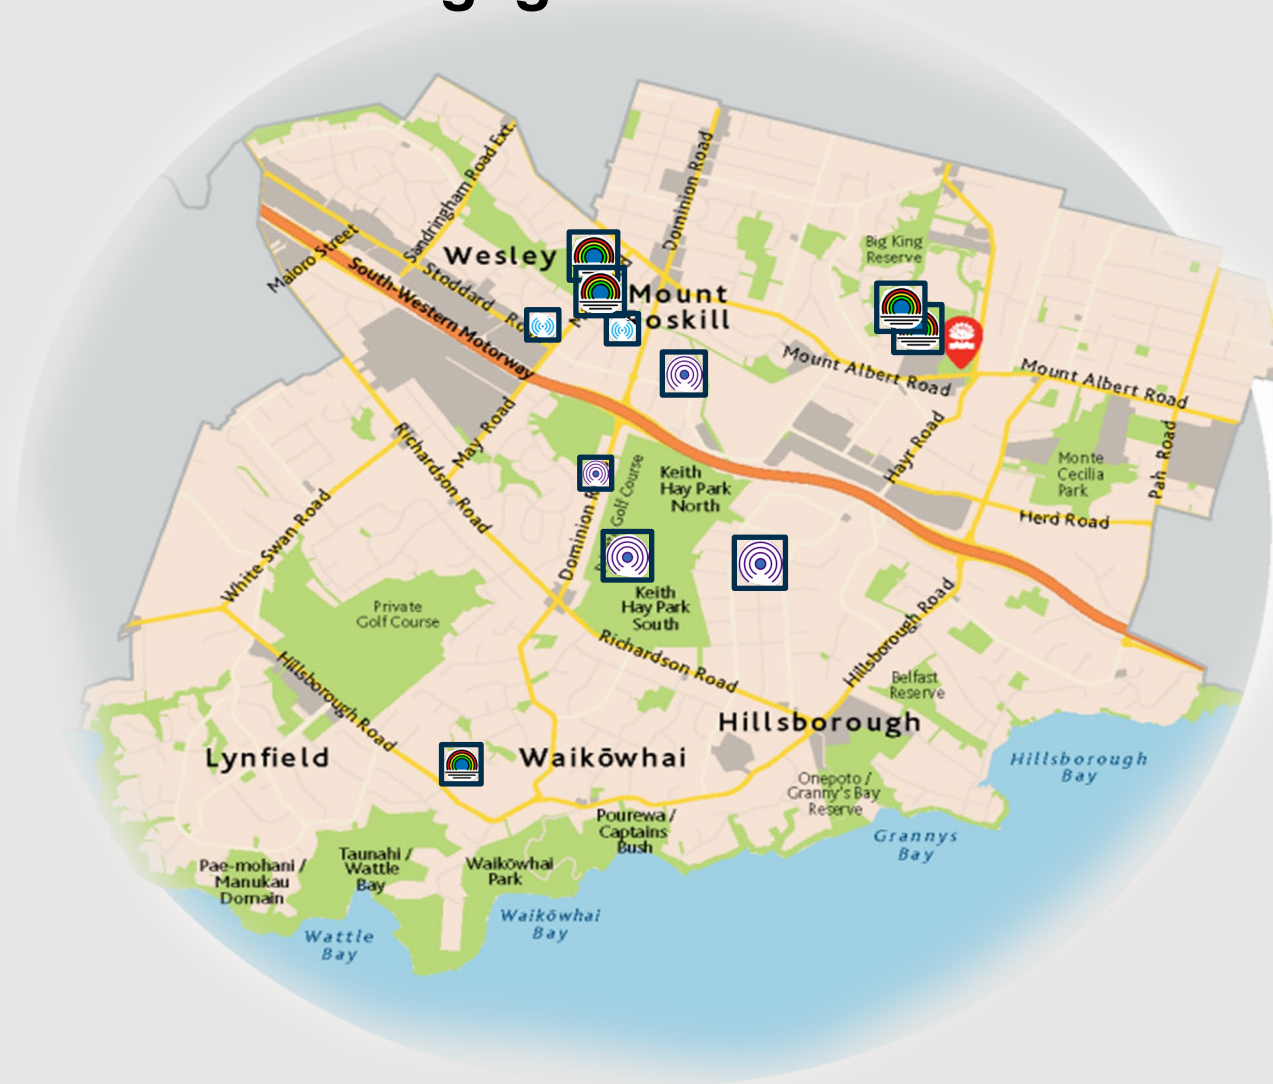 Sandringham Road Ext.
Dominion Road
Maioro Street
Wesley
Big King
Reserve
South-Western Motorway
Stoddard
Mount
oskill
Mount Albert Road
Mount Albert Road
May Road
Richardson Road
Hayr Road
Pah Road
Monte
Cecilia
Park
Keith
Hay Park
North
Golf Course
Herd Road
White Swan Road
Dominion
Private
Golf Course
Keith
Hay Park
South
Hillsborough Road
Richardson Road
Hillsborough Road
Belfast
Reserve
Hillsborough
Lynfield
Waikōwhai
Hillsborough
Bay
Onepoto /
Granny's Bay
Reserve
Pourewa /
Captains
Bush
Grannys
Bay
Pae-mohani /
Manukau
Domain
Taunahi /
Wattle
Bay
Waikōwhai
Park
Waikōwhai
Bay
Wattle
Bay